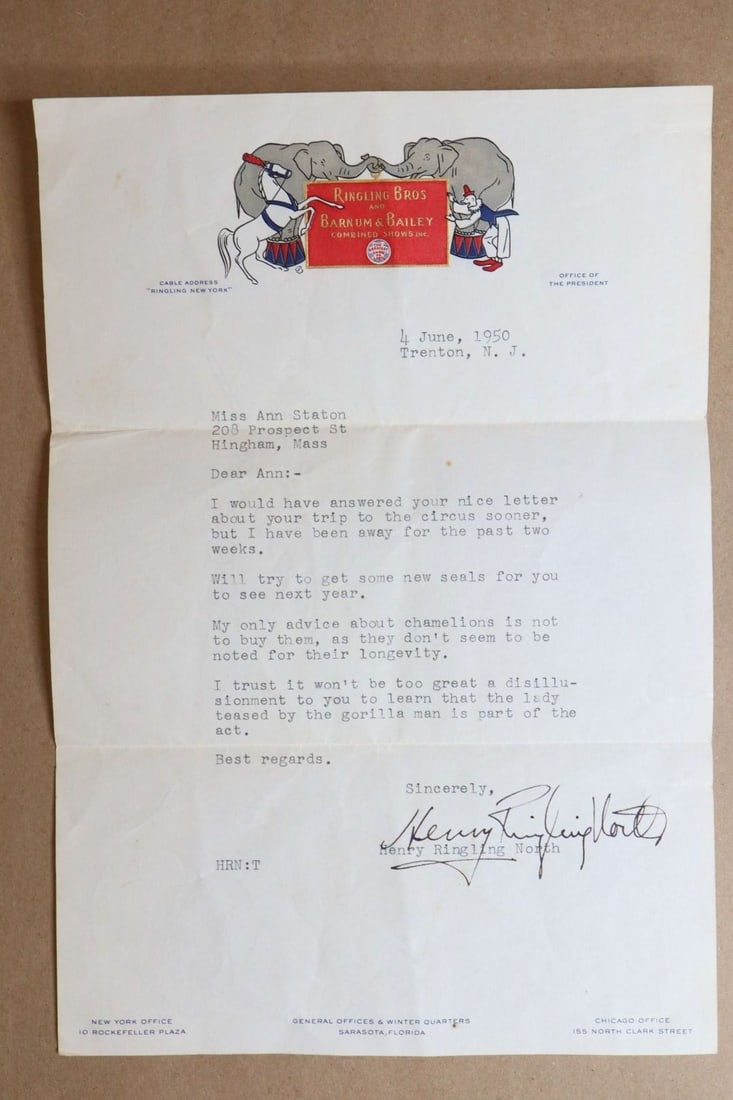 RINGLING BROS
AND
BARNUM & BAILEY
COMBINED SHOWS INC.
CABLE ADDRESS
"RINGLING NEW YORK"
OFFICE OF
THE PRESIDENT
4 June, 1950
Trenton, N. J.
Miss Ann Staton
208 Prospect St
Hingham, Mass
Dear Ann:-
I would have answered your nice letter
about your trip to the circus sooner,
but I have been away for the past two
weeks.
Will try to get some new seals for you
to see next year.
My only advice about chamelions is not
to buy them, as they don't seem to be
noted for their longevity.
I trust it won't be too great a disillu-
sionment to you to learn that the lady
teased by the gorilla man is part of the
act.
Best regards.
Sincerely,
Henry Ringling North
Henry Ringling North
HRN:T
NEW YORK OFFICE
10 ROCKEFELLER PLAZA
GENERAL OFFICES & WINTER QUARTERS
SARASOTA, FLORIDA
CHICAGO OFFICE
155 NORTH CLARK STREET